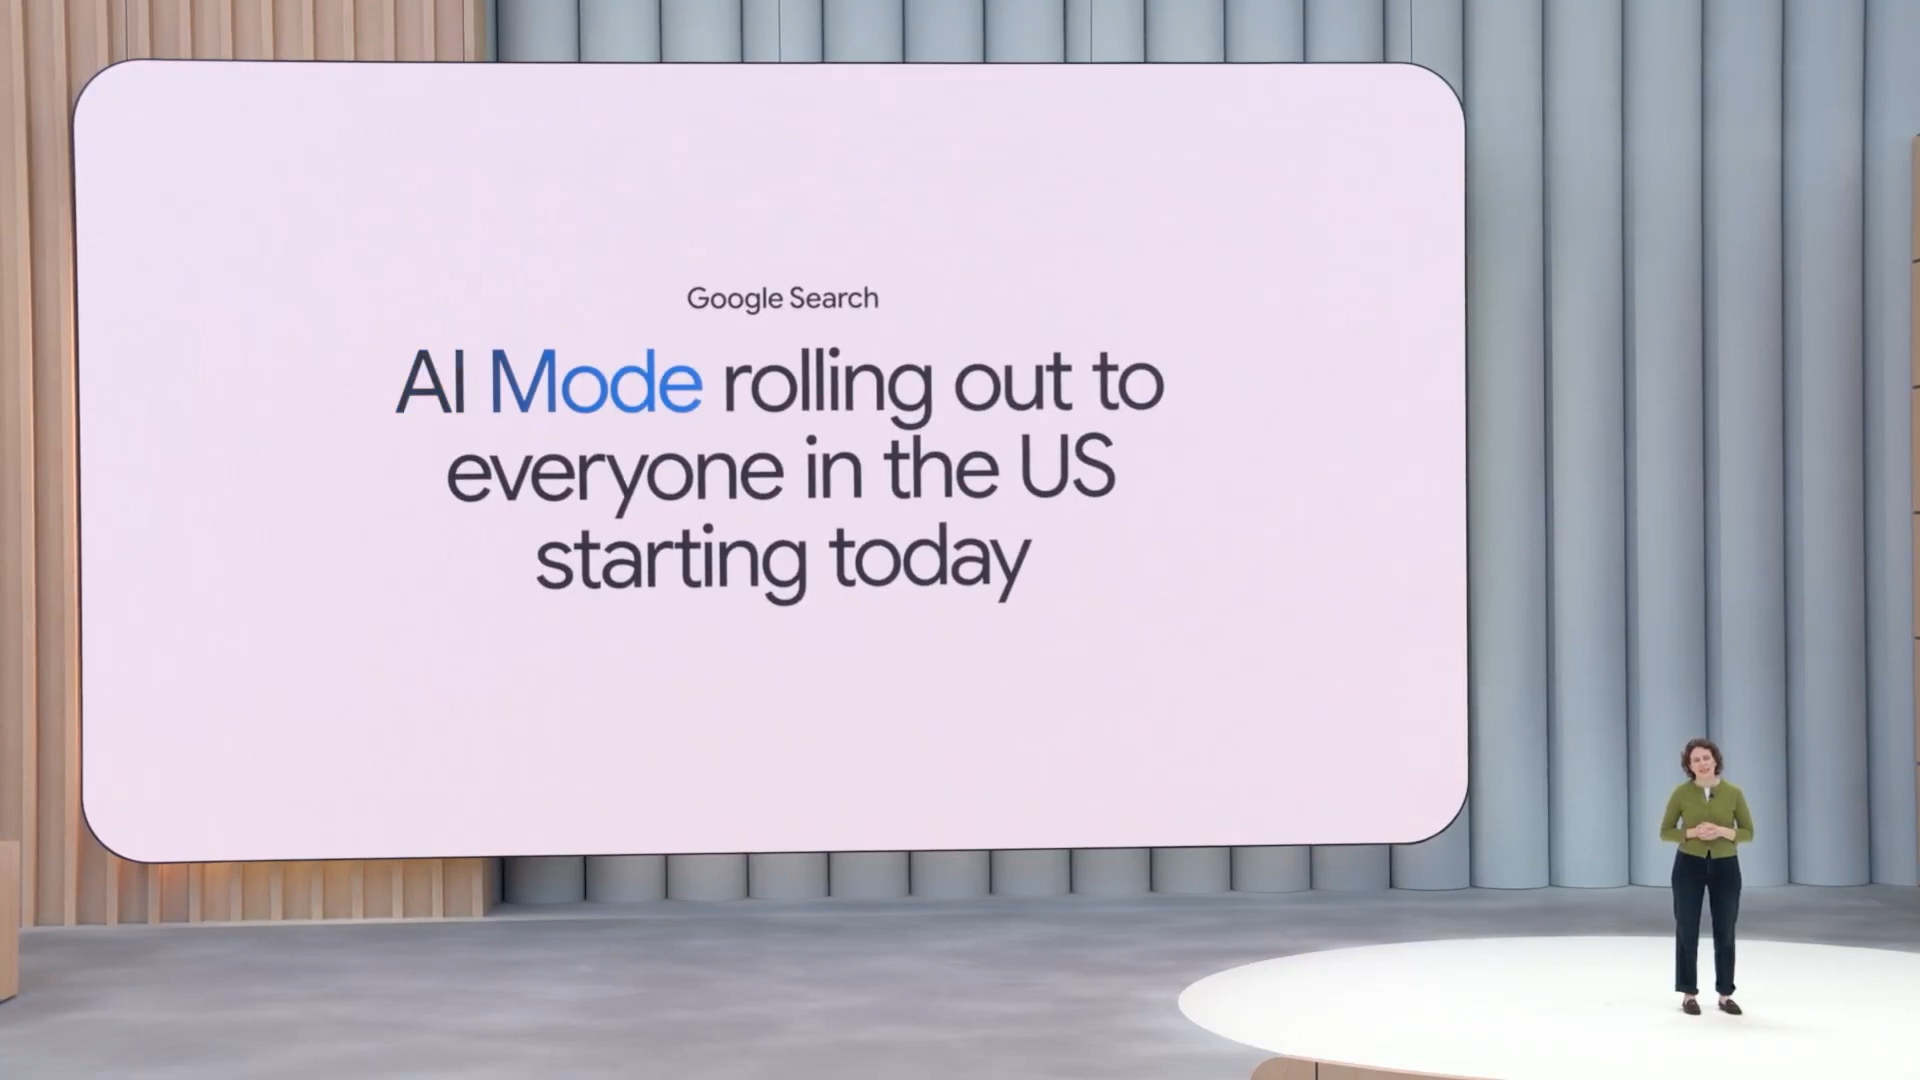 Google Search
AI Mode rolling out to
everyone in the US
starting today